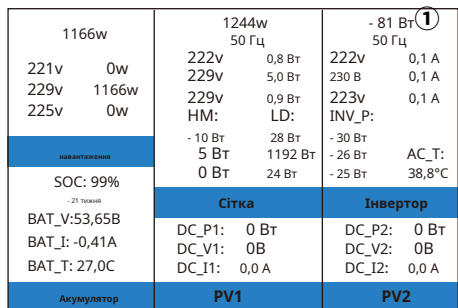 1166w
221v 0w
229v 1166w
225v 0w
навантаження
SOC: 99%
- 21 тижня
BAT_V:53,65В
BAT_I: -0,41A
BAT_T: 27,0C
Акумулятор
1244w
50 Гц
222v 0,8 Вт
229v 5,0 Вт
229v 0,9 Вт
HM: LD:
- 10 Вт 28 Вт
5 Вт 1192 Вт
0 Вт 24 Вт
Сітка
DC_P1: 0 Вт
DC_V1: 0В
DC_I1: 0,0 A
PV1
- 81 Вт 1
50 Гц
222v 0,1 A
230 В 0,1 A
223v 0,1 A
INV_P:
- 30 Вт
- 26 Вт AC_T:
- 25 Вт 38,8°C
Інвертор
DC_P2: 0 Вт
DC_V2: 0В
DC_I2: 0,0 A
PV2